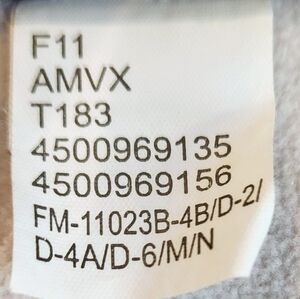 F11
AMVX
T183
4500969135
4500969156
FM-11023B-4B/D-2/
D-4A/D-6/M/N